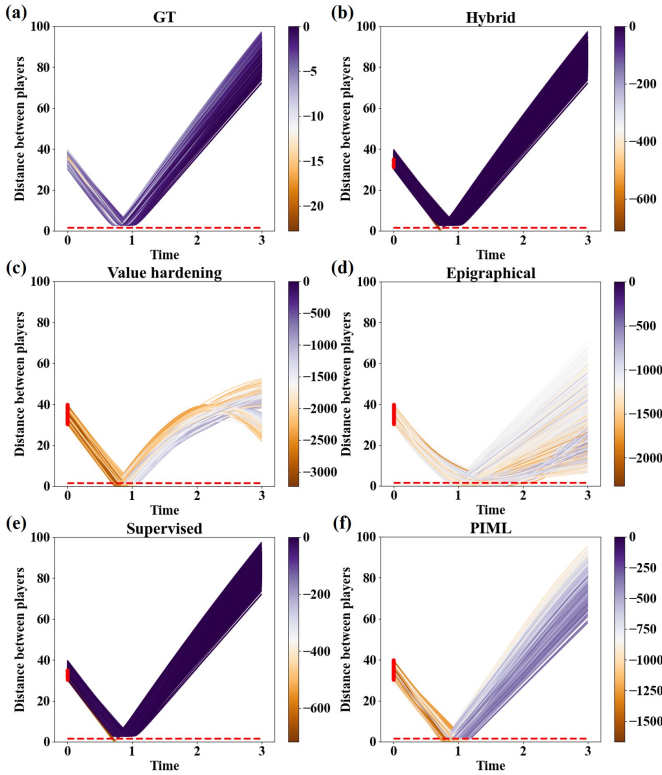 (a) GT
100
80
60
40
20
0
Distance between players
0 1 2 3
Time
0
−5
−10
−15
−20
(b) Hybrid
100
80
60
40
20
0
Distance between players
0 1 2 3
Time
0
−200
−400
−600
(c) Value hardening
100
80
60
40
20
0
Distance between players
0 1 2 3
Time
0
−500
−1000
−1500
−2000
−2500
−3000
(d) Epigraphical
100
80
60
40
20
0
Distance between players
0 1 2 3
Time
0
−500
−1000
−1500
−2000
(e) Supervised
100
80
60
40
20
0
Distance between players
0 1 2 3
Time
0
−200
−400
−600
(f) PIML
100
80
60
40
20
0
Distance between players
0 1 2 3
Time
0
−250
−500
−750
−1000
−1250
−1500